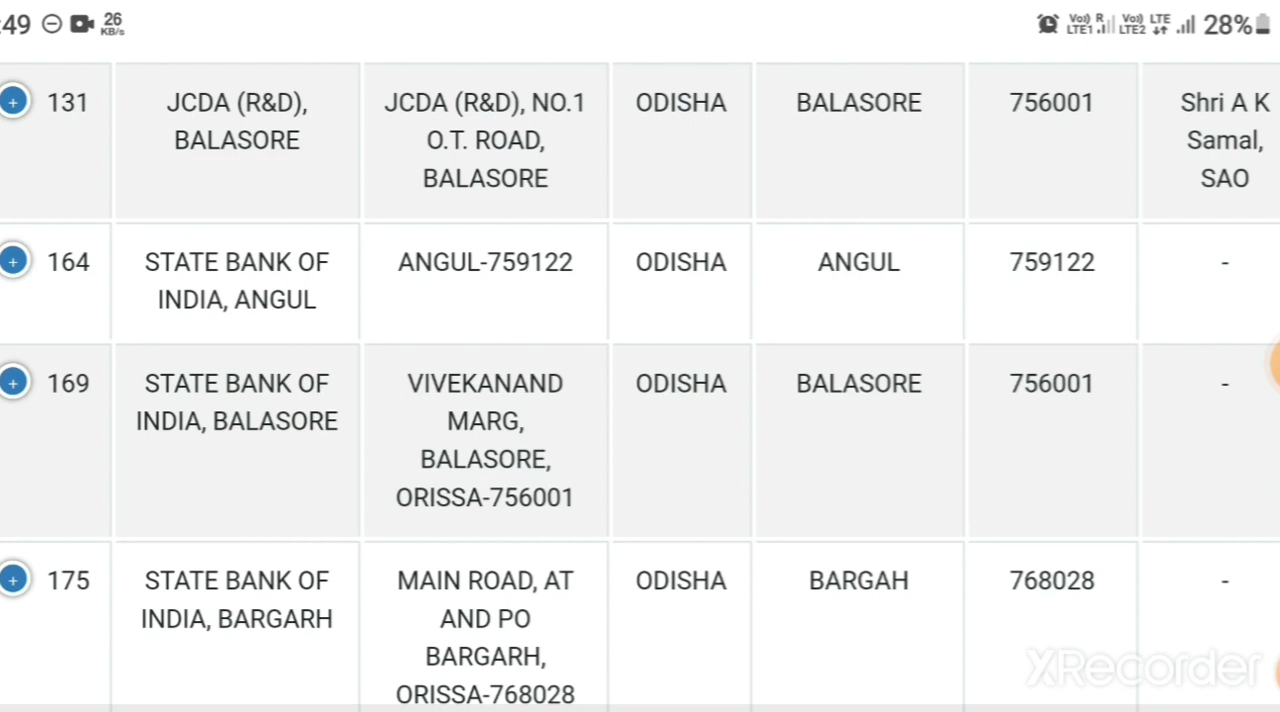 :49 26 KB/s Vo) R LTE1 Vo) LTE LTE2 28%
131 JCDA (R&D), JCDA (R&D), NO.1 ODISHA BALASORE 756001 Shri A K
BALASORE O.T. ROAD, Samal,
BALASORE SAO
164 STATE BANK OF ANGUL-759122 ODISHA ANGUL 759122 -
INDIA, ANGUL
169 STATE BANK OF VIVEKANAND ODISHA BALASORE 756001 -
INDIA, BALASORE MARG,
BALASORE,
ORISSA-756001
175 STATE BANK OF MAIN ROAD, AT ODISHA BARGAH 768028 -
INDIA, BARGARH AND PO
BARGARH,
ORISSA-768028
XRecorder